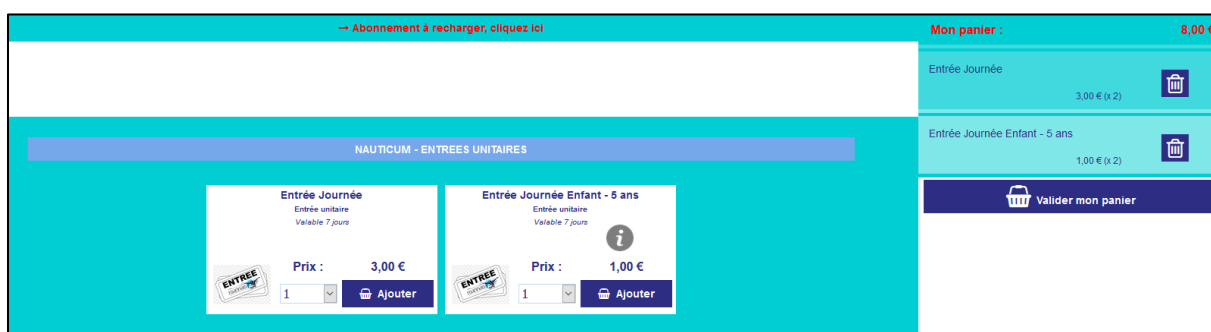 → Abonnement à recharger, cliquez ici
Mon panier :
8,00 €
Entrée Journée
3,00 € (x 2)
Entrée Journée Enfant - 5 ans
1,00 € (x 2)
Valider mon panier
NAUTICUM - ENTREES UNITAIRES
Entrée Journée
Entrée unitaire
Valable 7 jours
Prix : 3,00 €
ENTREE
1
Ajouter
Entrée Journée Enfant - 5 ans
Entrée unitaire
Valable 7 jours
i
Prix : 1,00 €
ENTREE
1
Ajouter